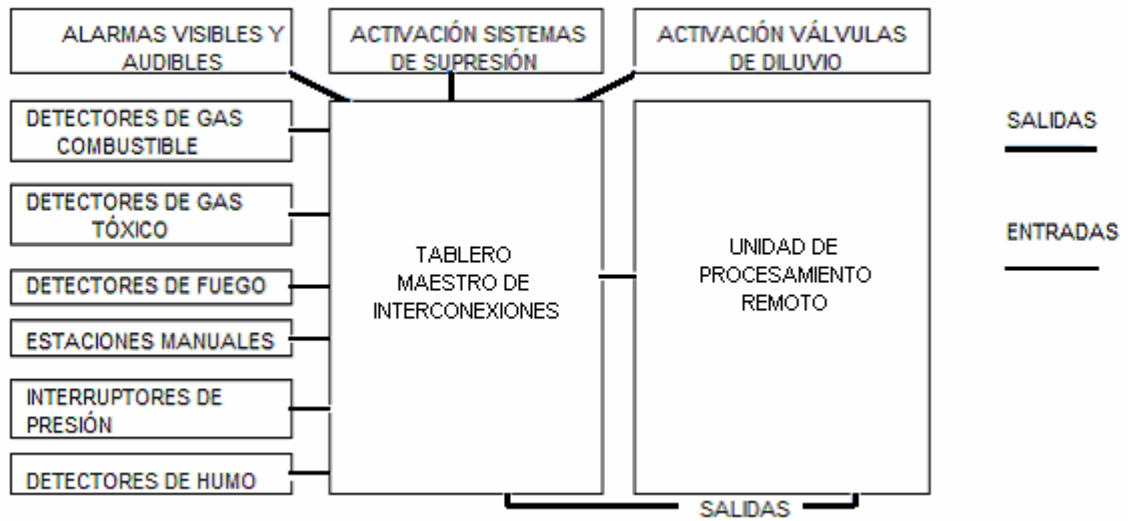 ALARMAS VISIBLES Y
AUDIBLES
ACTIVACIÓN SISTEMAS
DE SUPRESIÓN
ACTIVACIÓN VÁLVULAS
DE DILUVIO
DETECTORES DE GAS
COMBUSTIBLE
DETECTORES DE GAS
TÓXICO
DETECTORES DE FUEGO
ESTACIONES MANUALES
INTERRUPTORES DE
PRESIÓN
DETECTORES DE HUMO
TABLERO
MAESTRO DE
INTERCONEXIONES
UNIDAD DE
PROCESAMIENTO
REMOTO
SALIDAS
ENTRADAS
SALIDAS